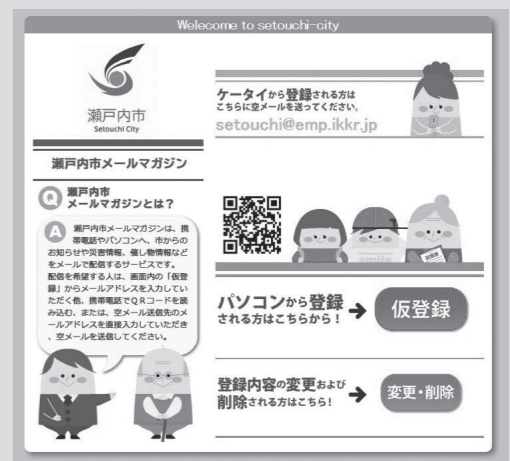 Welcome to setouchi-city
瀬戸内市
Setouchi City
瀬戸内市メールマガジン
Q 瀬戸内市
メールマガジンとは？
A 瀬戸内市メールマガジンは、携
帯電話やパソコンへ、市からの
お知らせや災害情報、催し物情報など
をメールで配信するサービスです。
配信を希望する人は、画面内の「仮登
録」からメールアドレスを入力してい
ただく他、携帯電話でＱＲコードを読
み込む、または、空メール送信先のメ
ールアドレスを直接入力していただき
、空メールを送信してください。
ケータイから登録される方は
こちらに空メールを送ってください。
setouchi@emp.ikkr.jp
smile
パソコンから登録
される方はこちらから！
仮登録
登録内容の変更および
削除される方はこちら！
変更・削除